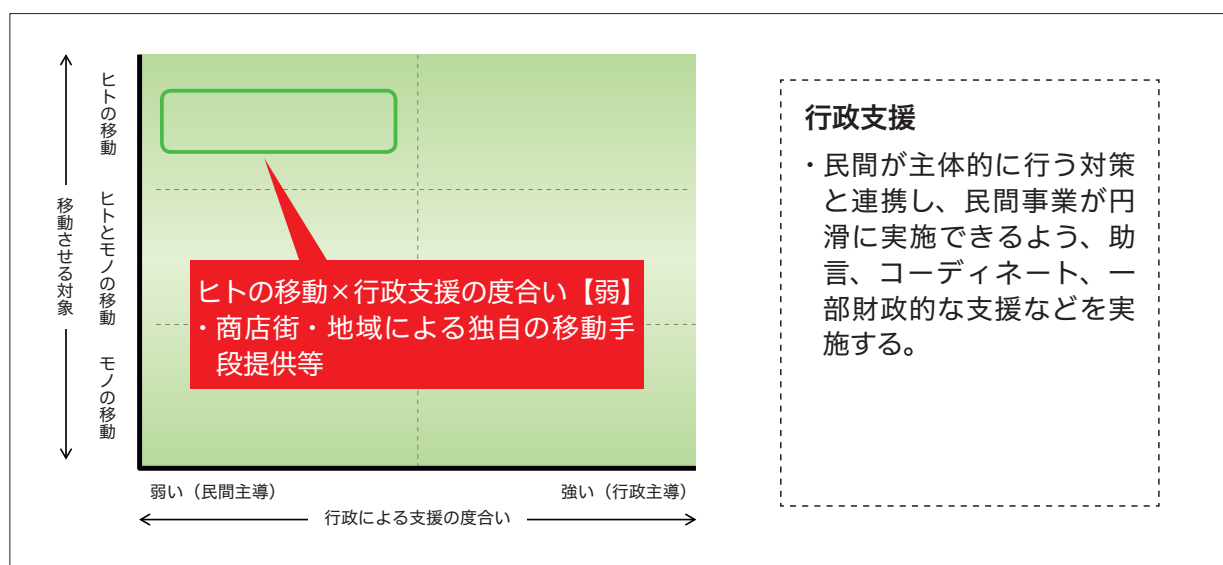 移動させる対象
ヒトの移動
ヒトとモノの移動
モノの移動
ヒトの移動×行政支援の度合い【弱】
・商店街・地域による独自の移動手
段提供等
弱い（民間主導）
強い（行政主導）
行政による支援の度合い
行政支援
・民間が主体的に行う対策
と連携し、民間事業が円
滑に実施できるよう、助
言、コーディネート、一
部財政的な支援などを実
施する。